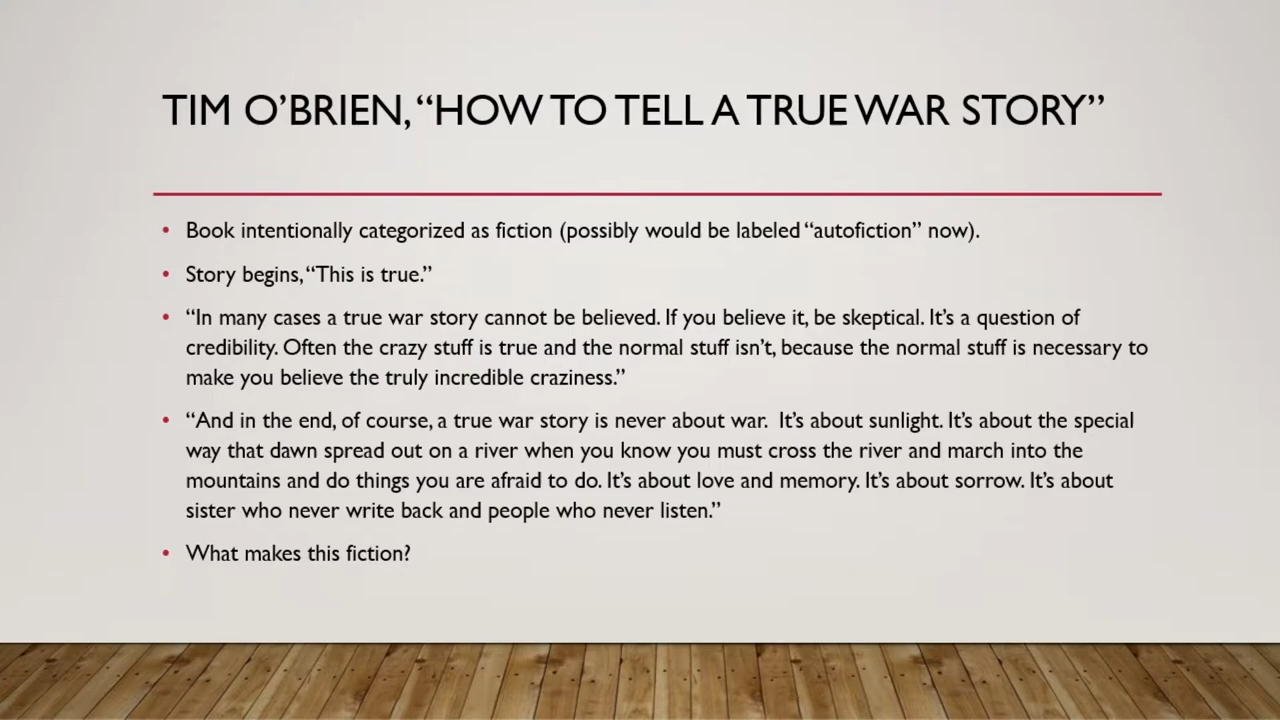 TIM O’BRIEN, “HOW TO TELL A TRUE WAR STORY”
• Book intentionally categorized as fiction (possibly would be labeled “autofiction” now).
• Story begins, “This is true.”
• “In many cases a true war story cannot be believed. If you believe it, be skeptical. It’s a question of
credibility. Often the crazy stuff is true and the normal stuff isn’t, because the normal stuff is necessary to
make you believe the truly incredible craziness.”
• “And in the end, of course, a true war story is never about war.  It’s about sunlight. It’s about the special
way that dawn spread out on a river when you know you must cross the river and march into the
mountains and do things you are afraid to do. It’s about love and memory. It’s about sorrow. It’s about
sister who never write back and people who never listen.”
• What makes this fiction?